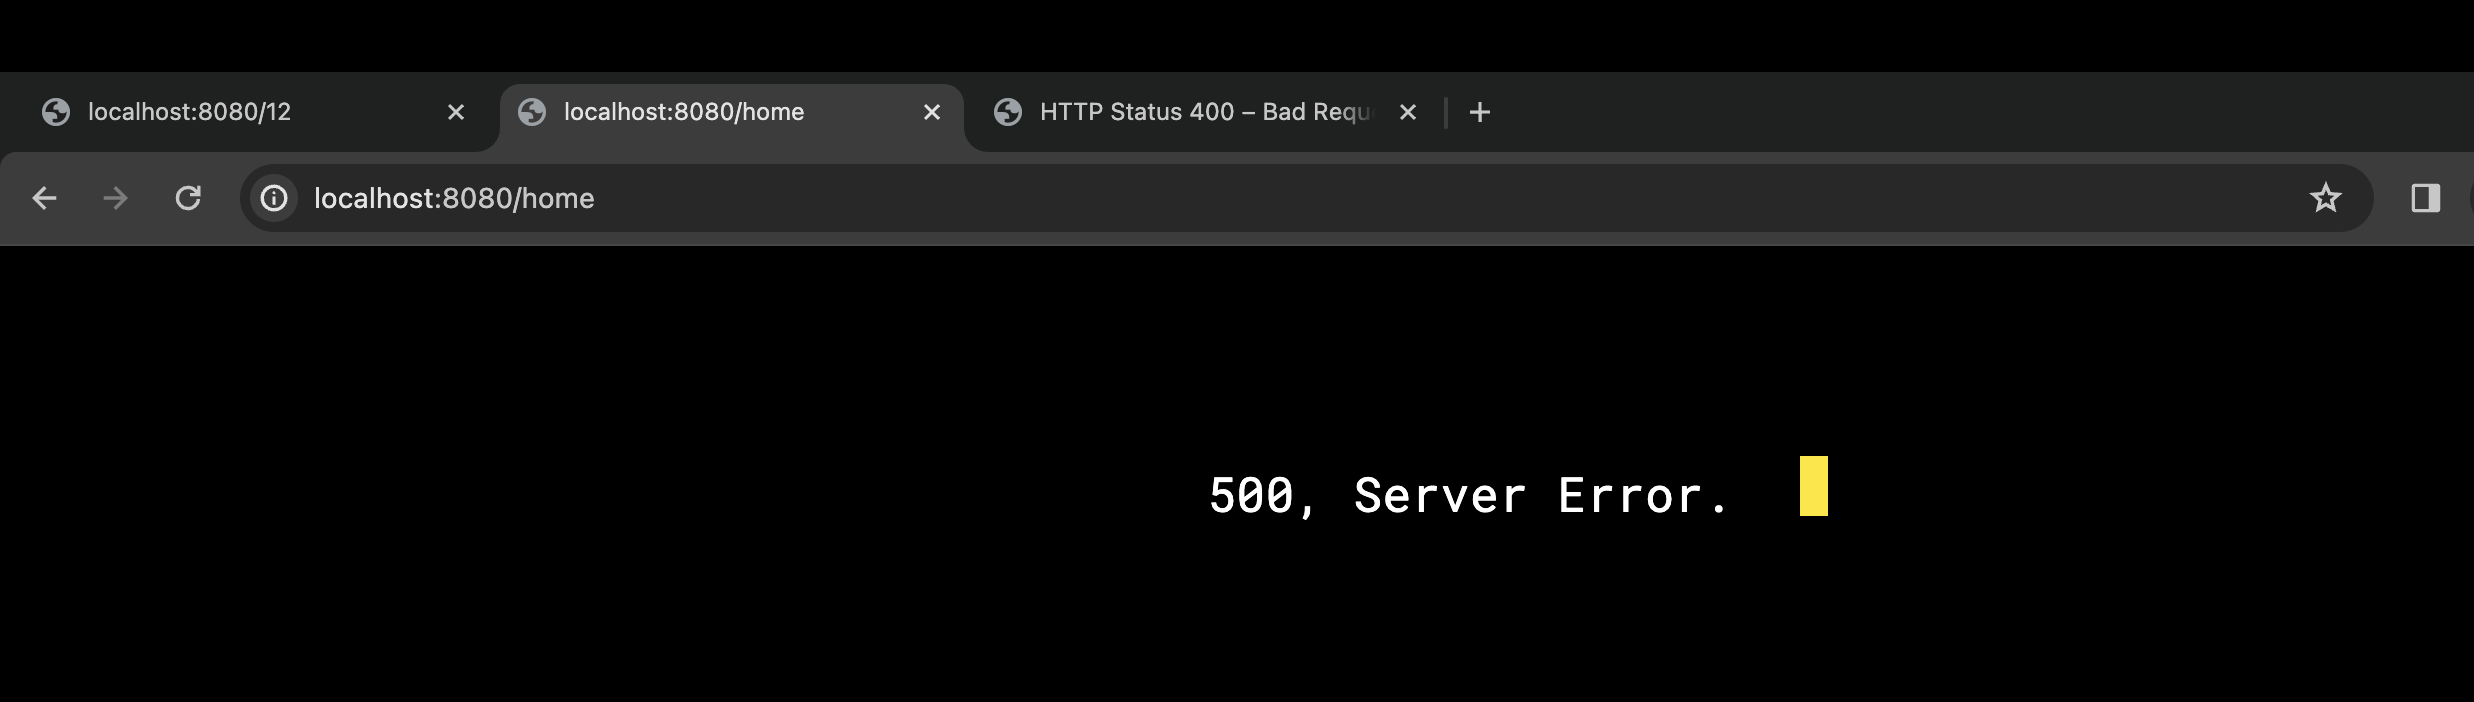 localhost:8080/12
localhost:8080/home
HTTP Status 400 – Bad Requ
localhost:8080/home
500, Server Error.